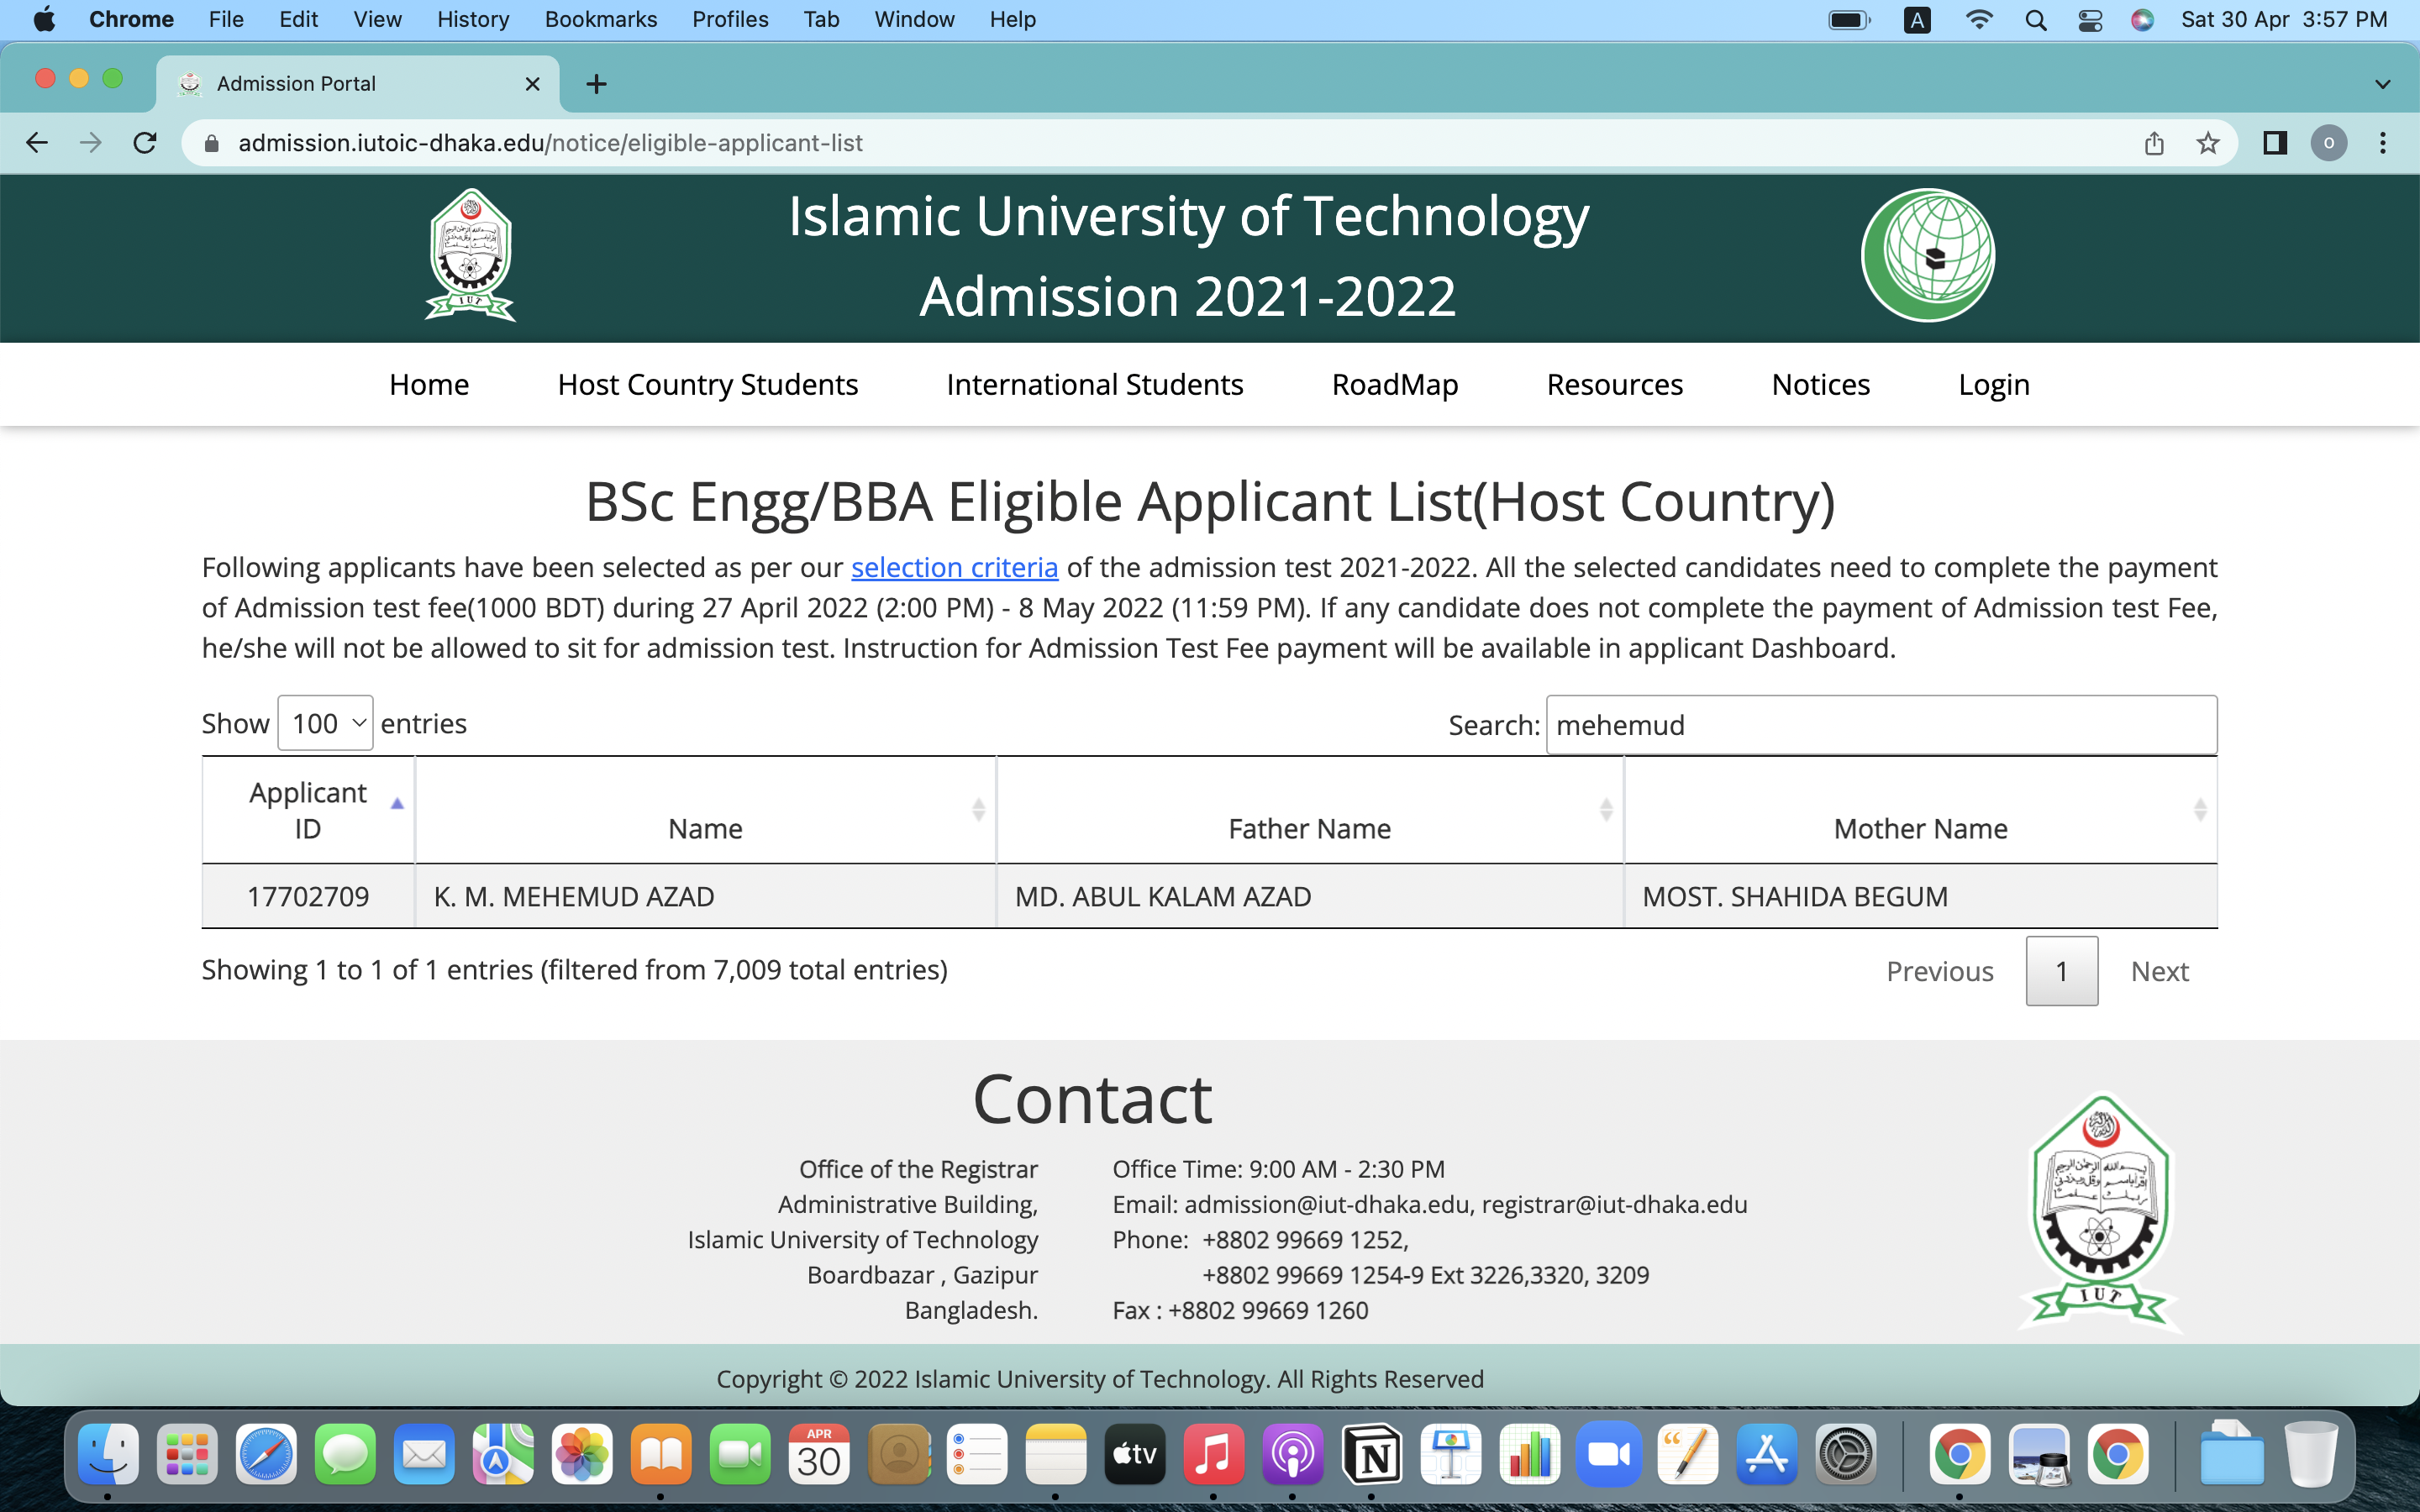 Chrome File Edit View History Bookmarks Profiles Tab Window Help A Sat 30 Apr 3:57 PM
Admission Portal
admission.iutoic-dhaka.edu/notice/eligible-applicant-list
O
Islamic University of Technology
Admission 2021-2022
IUT
Home Host Country Students International Students RoadMap Resources Notices Login
BSc Engg/BBA Eligible Applicant List(Host Country)
Following applicants have been selected as per our selection criteria of the admission test 2021-2022. All the selected candidates need to complete the payment
of Admission test fee(1000 BDT) during 27 April 2022 (2:00 PM) - 8 May 2022 (11:59 PM). If any candidate does not complete the payment of Admission test Fee,
he/she will not be allowed to sit for admission test. Instruction for Admission Test Fee payment will be available in applicant Dashboard.
Show 100 entries Search: mehemud
Applicant
ID Name Father Name Mother Name
17702709 K. M. MEHEMUD AZAD MD. ABUL KALAM AZAD MOST. SHAHIDA BEGUM
Showing 1 to 1 of 1 entries (filtered from 7,009 total entries) Previous 1 Next
Contact
Office of the Registrar Office Time: 9:00 AM - 2:30 PM
Administrative Building, Email: admission@iut-dhaka.edu, registrar@iut-dhaka.edu
Islamic University of Technology Phone: +8802 99669 1252,
Boardbazar , Gazipur +8802 99669 1254-9 Ext 3226,3320, 3209
Bangladesh. Fax : +8802 99669 1260
IUT
Copyright © 2022 Islamic University of Technology. All Rights Reserved
APR
30
tv
N